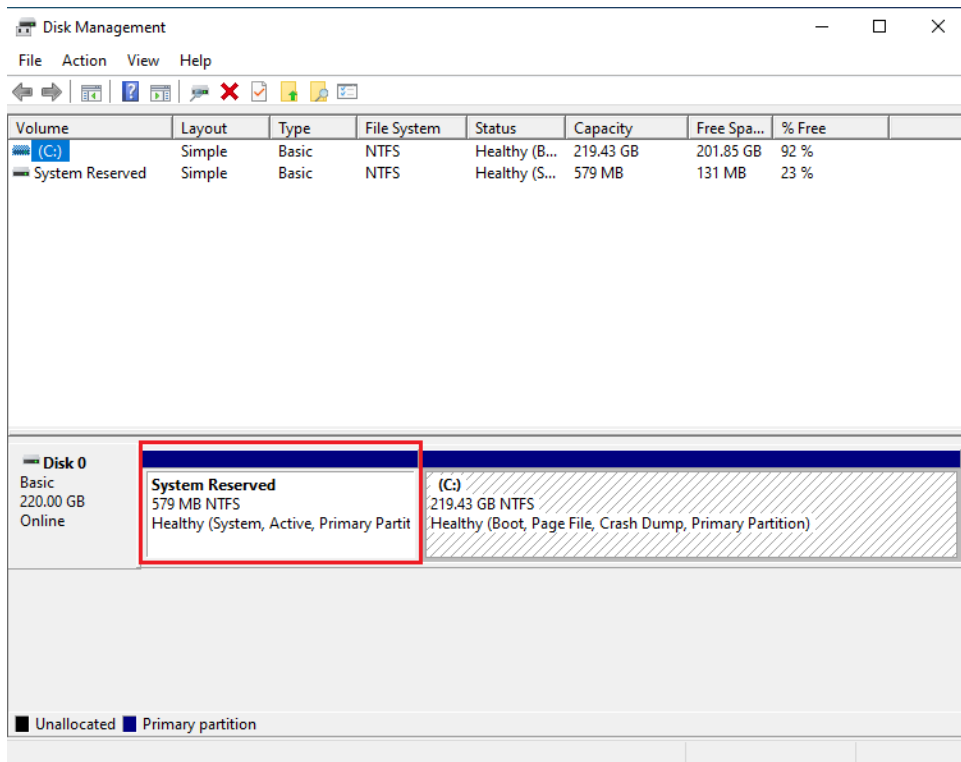 Disk Management
File Action View Help
Volume Layout Type File System Status Capacity Free Spa... % Free
(C:) Simple Basic NTFS Healthy (B... 219.43 GB 201.85 GB 92 %
System Reserved Simple Basic NTFS Healthy (S... 579 MB 131 MB 23 %
Disk 0
Basic
220.00 GB
Online
System Reserved
579 MB NTFS
Healthy (System, Active, Primary Partit
(C:)
219.43 GB NTFS
Healthy (Boot, Page File, Crash Dump, Primary Partition)
Unallocated Primary partition